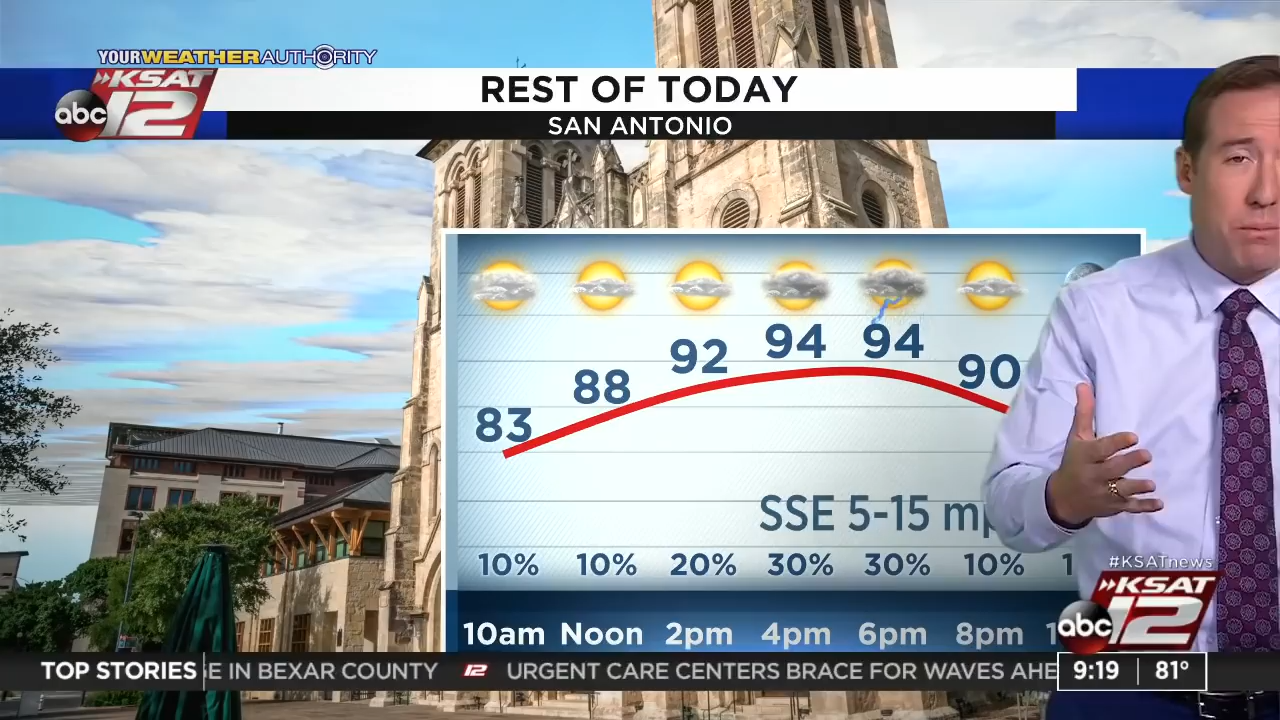 YOURWEATHERAUTHORITY
KSAT
abc 12
REST OF TODAY
SAN ANTONIO
83 88 92 94 94 90
SSE 5-15
10% 10% 20% 30% 30% 10%
10am Noon 2pm 4pm 6pm 8pm
#KSATnews
KSAT
abc 12
TOP STORIES IN BEXAR COUNTY 12 URGENT CARE CENTERS BRACE FOR WAVES
9:19 81°